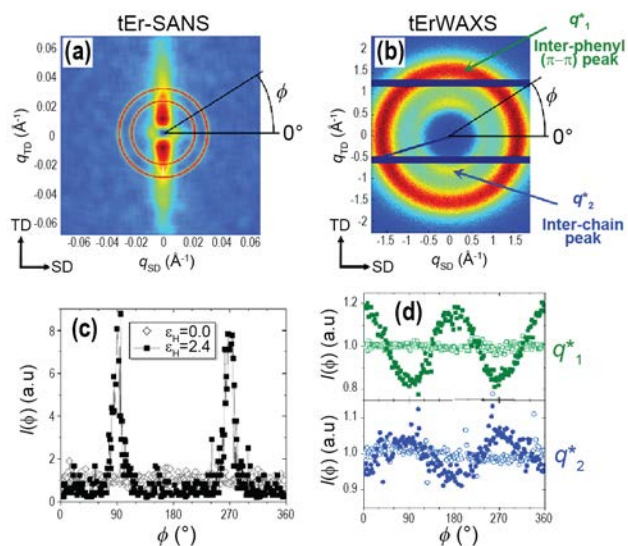 tEr-SANS
tErWAXS
q*1
Inter-phenyl
(π−π) peak
(a)
(b)
0.06
0.04
0.02
0
-0.02
-0.04
-0.06
qTD (Å-1)
ϕ
0°
-0.06 -0.04 -0.02 0 0.02 0.04 0.06
qSD (Å-1)
TD
SD
2
1.5
1
0.5
0
-0.5
-1
-1.5
-2
qTD (Å-1)
ϕ
0°
q*2
Inter-chain
peak
-1.5 -1 -0.5 0 0.5 1 1.5
qSD (Å-1)
TD
SD
(c)
εH=0.0
εH=2.4
8
6
4
2
0
I(ϕ) (a.u)
0 90 180 270 360
ϕ (°)
(d)
1.2
1.0
0.8
I(ϕ) (a.u)
q*1
1.1
1.0
0.9
I(ϕ) (a.u)
q*2
0 90 180 270 360
ϕ (°)